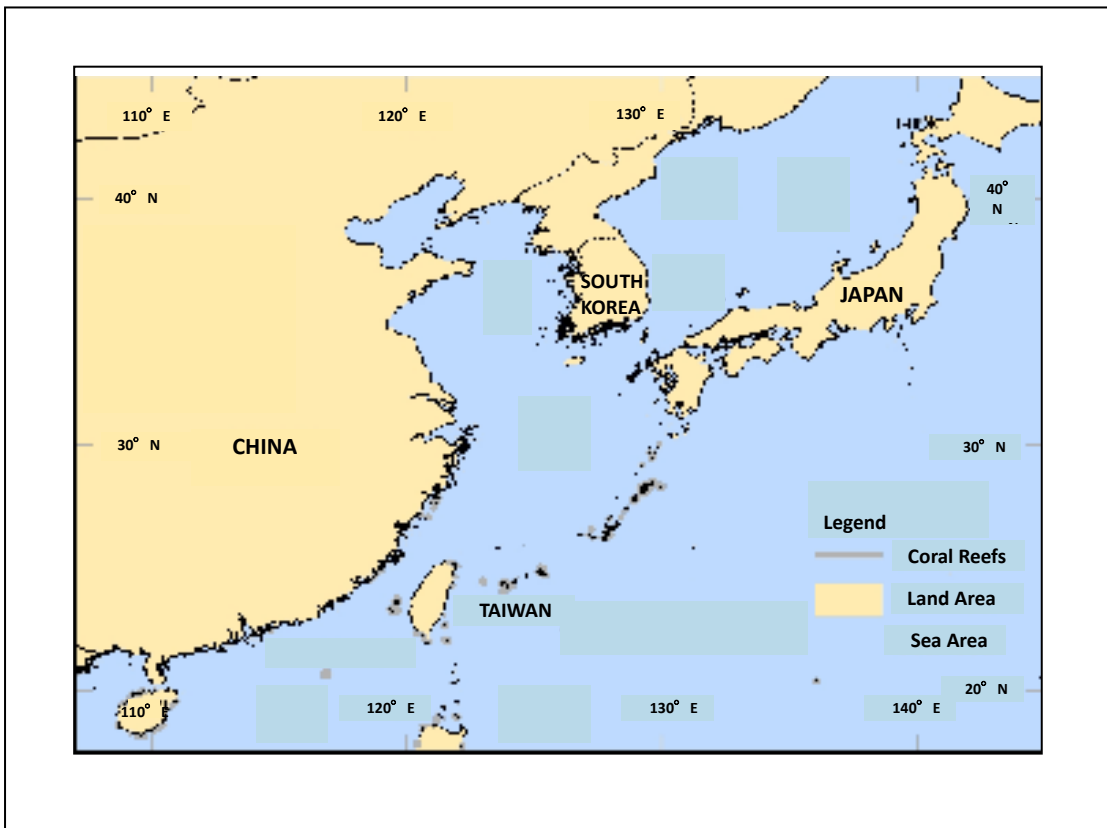 110° E
120° E
130° E
40° N
40°
N
SOUTH
KOREA
JAPAN
CHINA
30° N
30° N
Legend
Coral Reefs
Land Area
TAIWAN
Sea Area
20° N
110° E
120° E
130° E
140° E